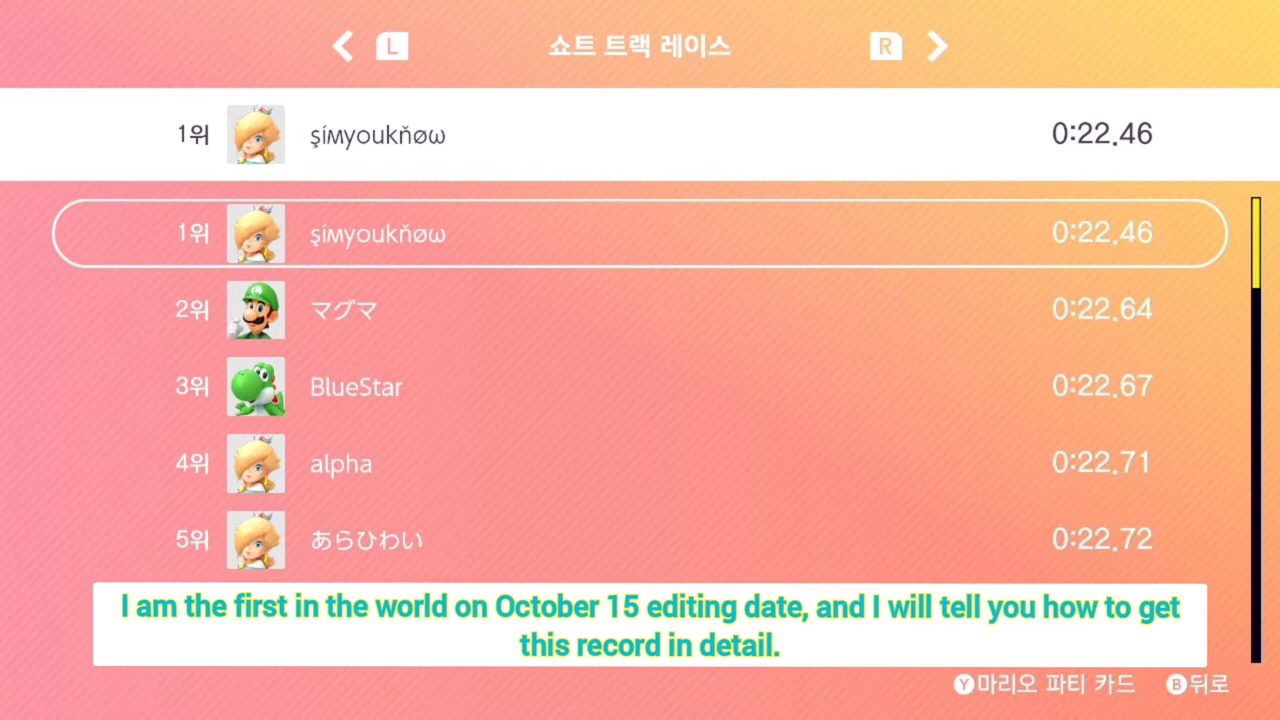 L 쇼트 트랙 레이스 R
1위 şíмyoukňøω 0:22.46
1위 şíмyoukňøω 0:22.46
2위 マグマ 0:22.64
3위 BlueStar 0:22.67
4위 alpha 0:22.71
5위 あらひわい 0:22.72
I am the first in the world on October 15 editing date, and I will tell you how to get
this record in detail.
Y 마리오 파티 카드 B 뒤로